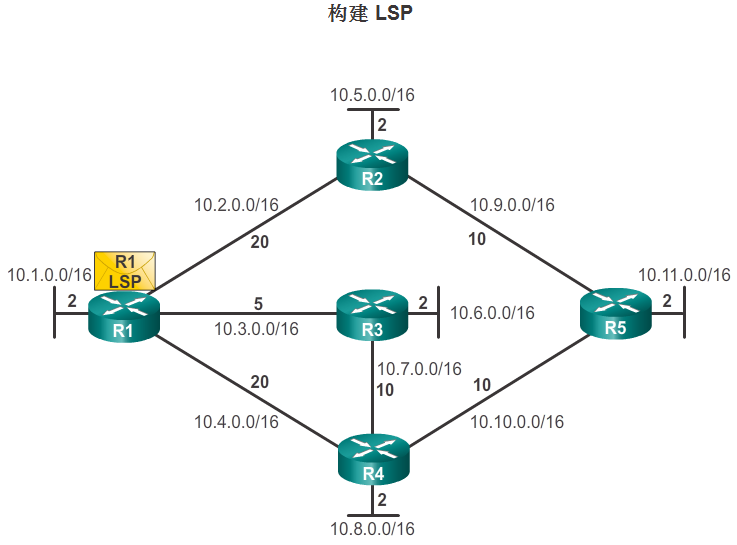 构建 LSP
10.5.0.0/16
2
R2
10.2.0.0/16
20
10.9.0.0/16
10
R1
LSP
10.1.0.0/16
2
R1
5
10.3.0.0/16
R3
2
10.6.0.0/16
10.11.0.0/16
2
R5
10.7.0.0/16
10
20
10.4.0.0/16
10
10.10.0.0/16
R4
2
10.8.0.0/16